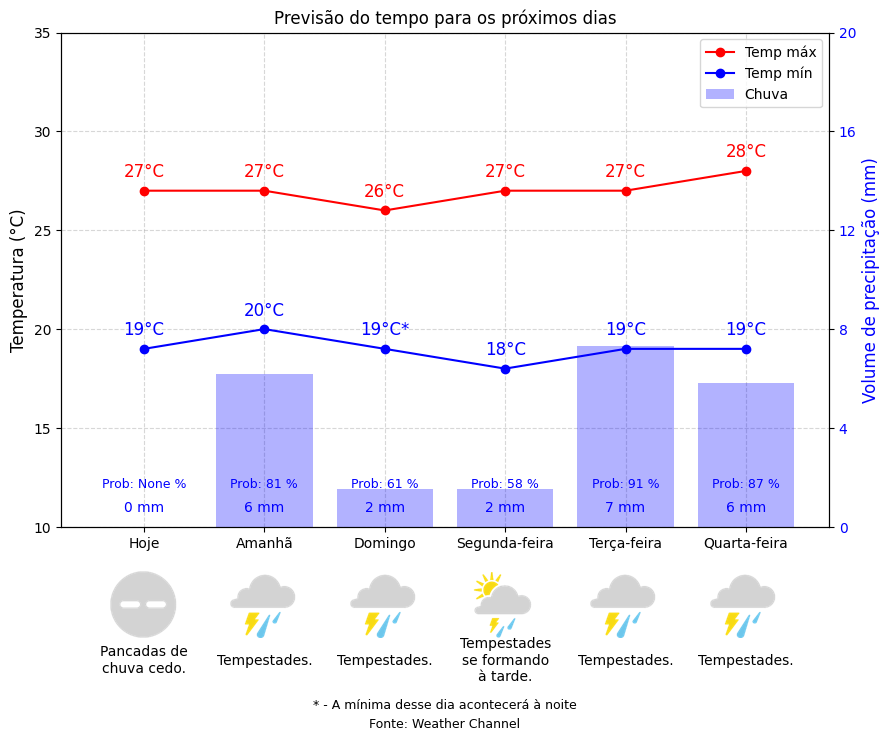 Previsão do tempo para os próximos dias
35
30
25
20
15
10
Temperatura (°C)
20
16
12
8
4
0
Volume de precipitação (mm)
Temp máx
Temp mín
Chuva
27°C
27°C
26°C
27°C
27°C
28°C
19°C
20°C
19°C*
18°C
19°C
19°C
Prob: None %
Prob: 81 %
Prob: 61 %
Prob: 58 %
Prob: 91 %
Prob: 87 %
0 mm
6 mm
2 mm
2 mm
7 mm
6 mm
Hoje
Amanhã
Domingo
Segunda-feira
Terça-feira
Quarta-feira
Pancadas de
chuva cedo.
Tempestades.
Tempestades.
Tempestades
se formando
à tarde.
Tempestades.
Tempestades.
* - A mínima desse dia acontecerá à noite
Fonte: Weather Channel